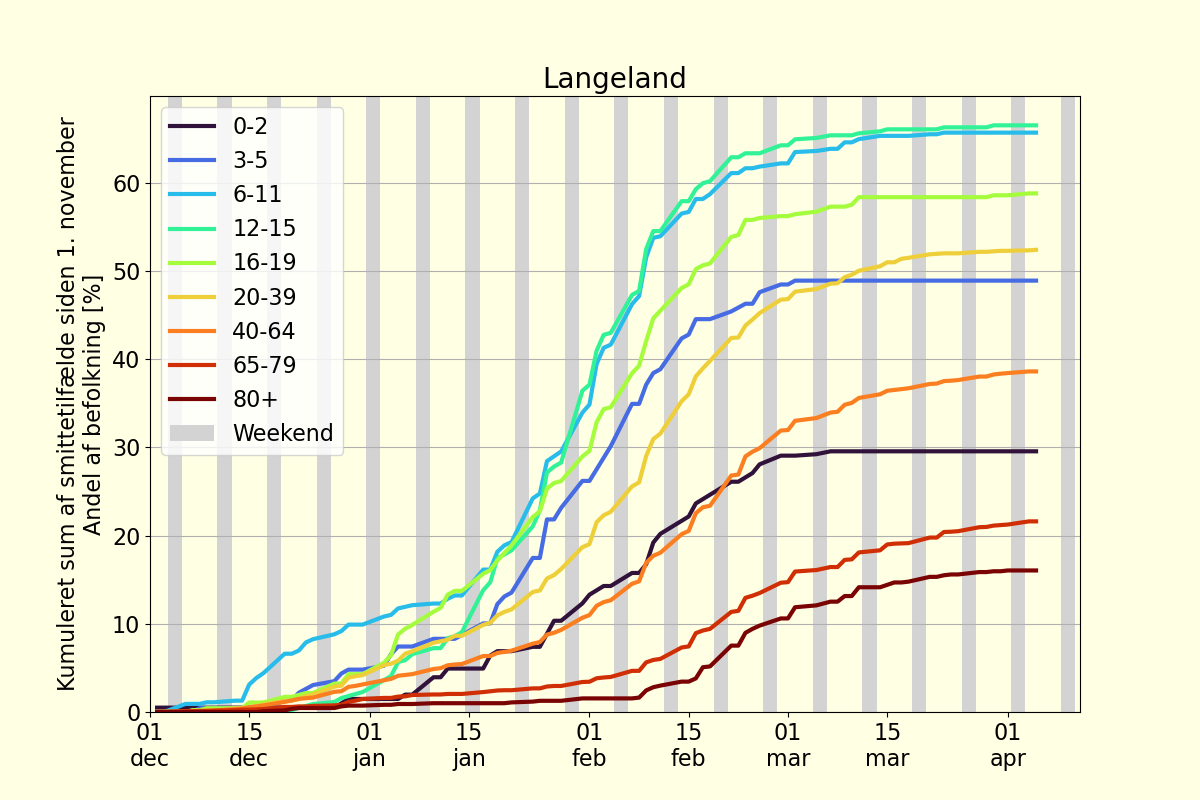 Langeland
Kumuleret sum af smittetilfælde siden 1. november
Andel af befolkning [%]
0-2
3-5
6-11
12-15
16-19
20-39
40-64
65-79
80+
Weekend
60
50
40
30
20
10
0
01 15 01 15 01 15 01 15 01
dec dec jan jan feb feb mar mar apr